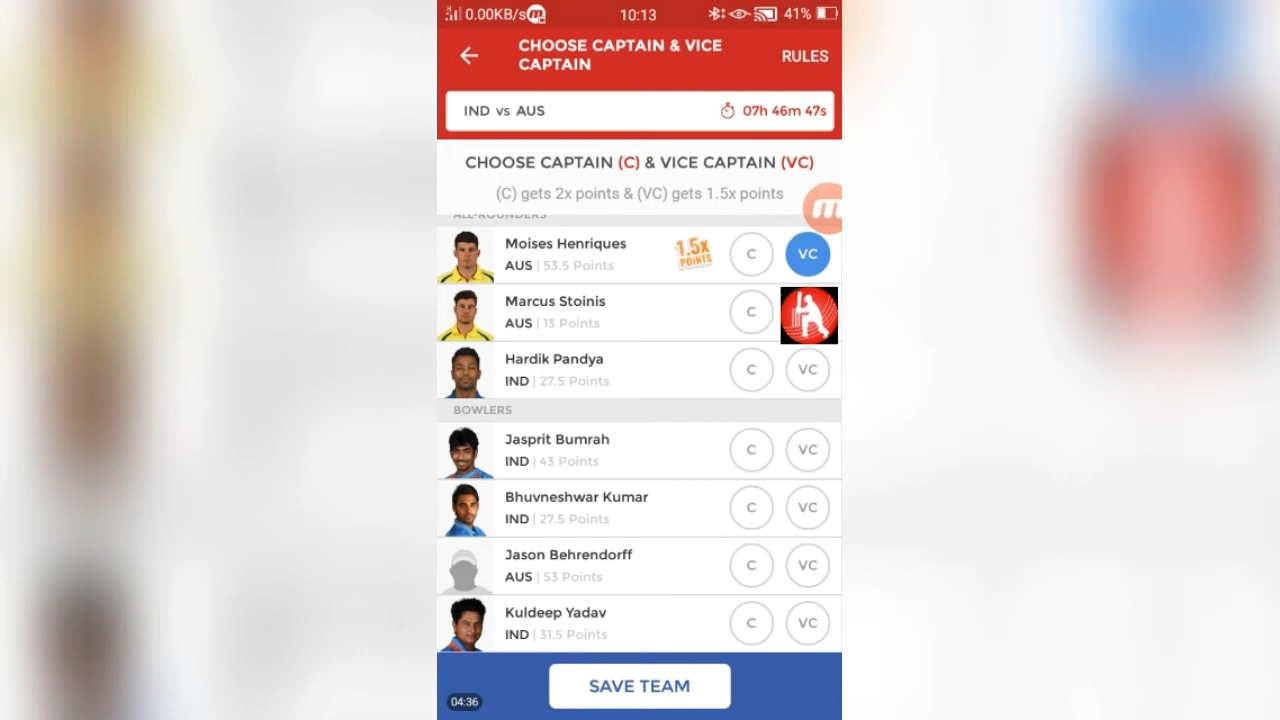 0.00KB/s
10:13
41%
CHOOSE CAPTAIN & VICE
CAPTAIN
RULES
IND vs AUS
07h 46m 47s
CHOOSE CAPTAIN (C) & VICE CAPTAIN (VC)
(C) gets 2x points & (VC) gets 1.5x points
ALL-ROUNDERS
Moises Henriques
AUS | 53.5 Points
1.5x
POINTS
C
VC
Marcus Stoinis
AUS | 13 Points
C
Hardik Pandya
IND | 27.5 Points
C
VC
BOWLERS
Jasprit Bumrah
IND | 43 Points
C
VC
Bhuvneshwar Kumar
IND | 27.5 Points
C
VC
Jason Behrendorff
AUS | 53 Points
C
VC
Kuldeep Yadav
IND | 31.5 Points
C
VC
SAVE TEAM
04:36